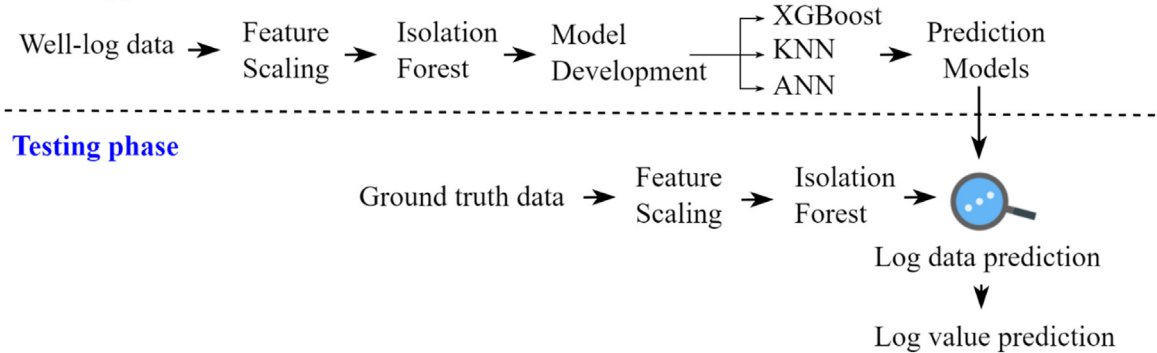 Well-log data
Feature
Scaling
Isolation
Forest
Model
Development
XGBoost
KNN
ANN
Prediction
Models
Testing phase
Ground truth data
Feature
Scaling
Isolation
Forest
Log data prediction
Log value prediction